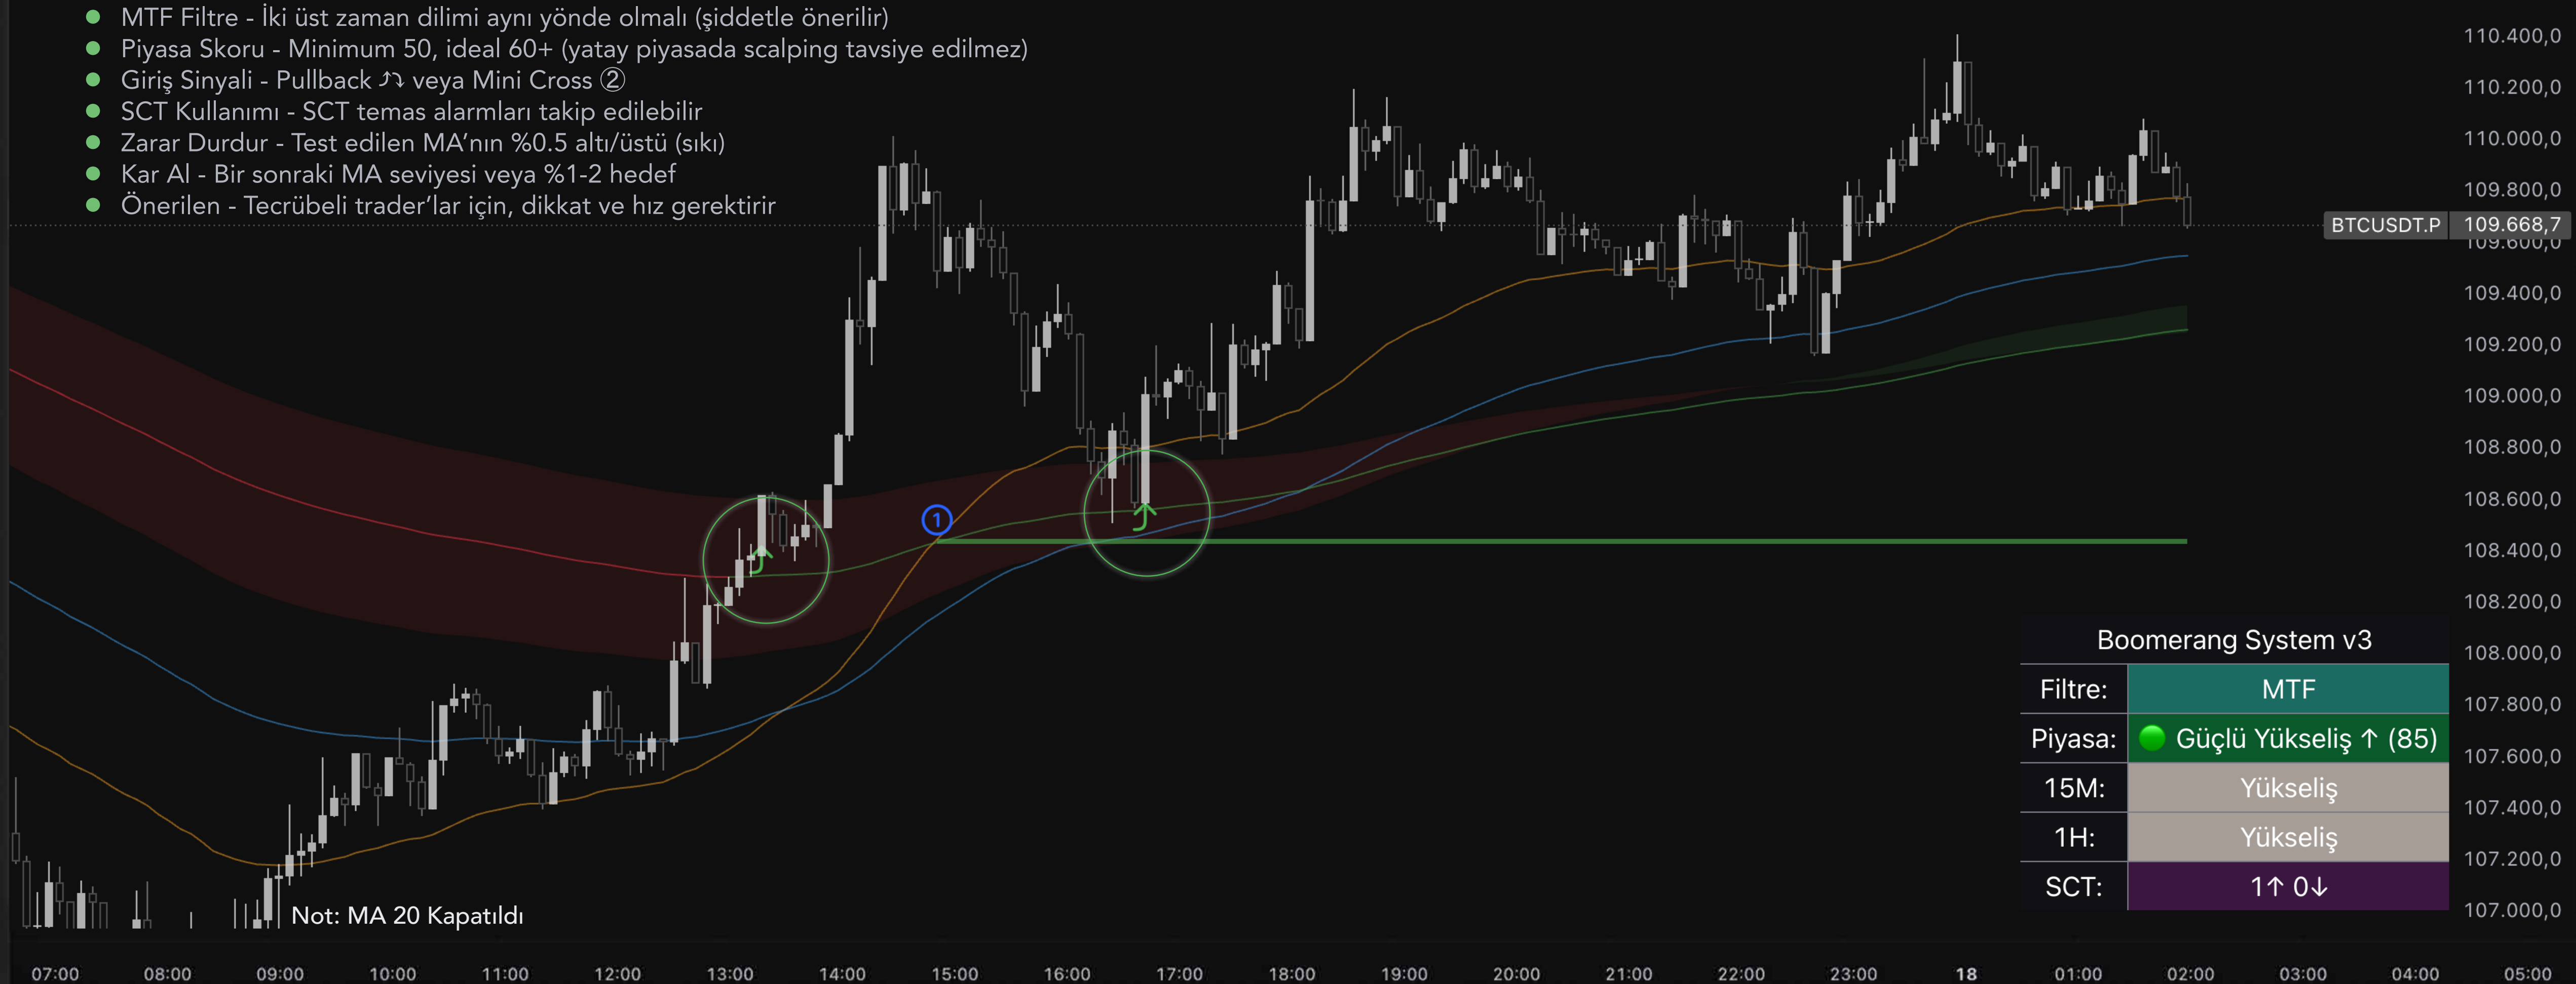 MTF Filtre - İki üst zaman dilimi aynı yönde olmalı (şiddetle önerilir)
Piyasa Skoru - Minimum 50, ideal 60+ (yatay piyasada scalping tavsiye edilmez)
Giriş Sinyali - Pullback ⤴⤵ veya Mini Cross ②
SCT Kullanımı - SCT temas alarmları takip edilebilir
Zarar Durdur - Test edilen MA’nın %0.5 altı/üstü (sıkı)
Kar Al - Bir sonraki MA seviyesi veya %1-2 hedef
Önerilen - Tecrübeli trader’lar için, dikkat ve hız gerektirir
110.400,0
110.200,0
110.000,0
109.800,0
BTCUSDT.P 109.668,7
109.600,0
109.400,0
109.200,0
109.000,0
108.800,0
108.600,0
1
108.400,0
108.200,0
108.000,0
107.800,0
107.600,0
107.400,0
107.200,0
107.000,0
Boomerang System v3
Filtre: MTF
Piyasa: Güçlü Yükseliş ↑ (85)
15M: Yükseliş
1H: Yükseliş
SCT: 1↑ 0↓
Not: MA 20 Kapatıldı
07:00 08:00 09:00 10:00 11:00 12:00 13:00 14:00 15:00 16:00 17:00 18:00 19:00 20:00 21:00 22:00 23:00 18 01:00 02:00 03:00 04:00 05:00